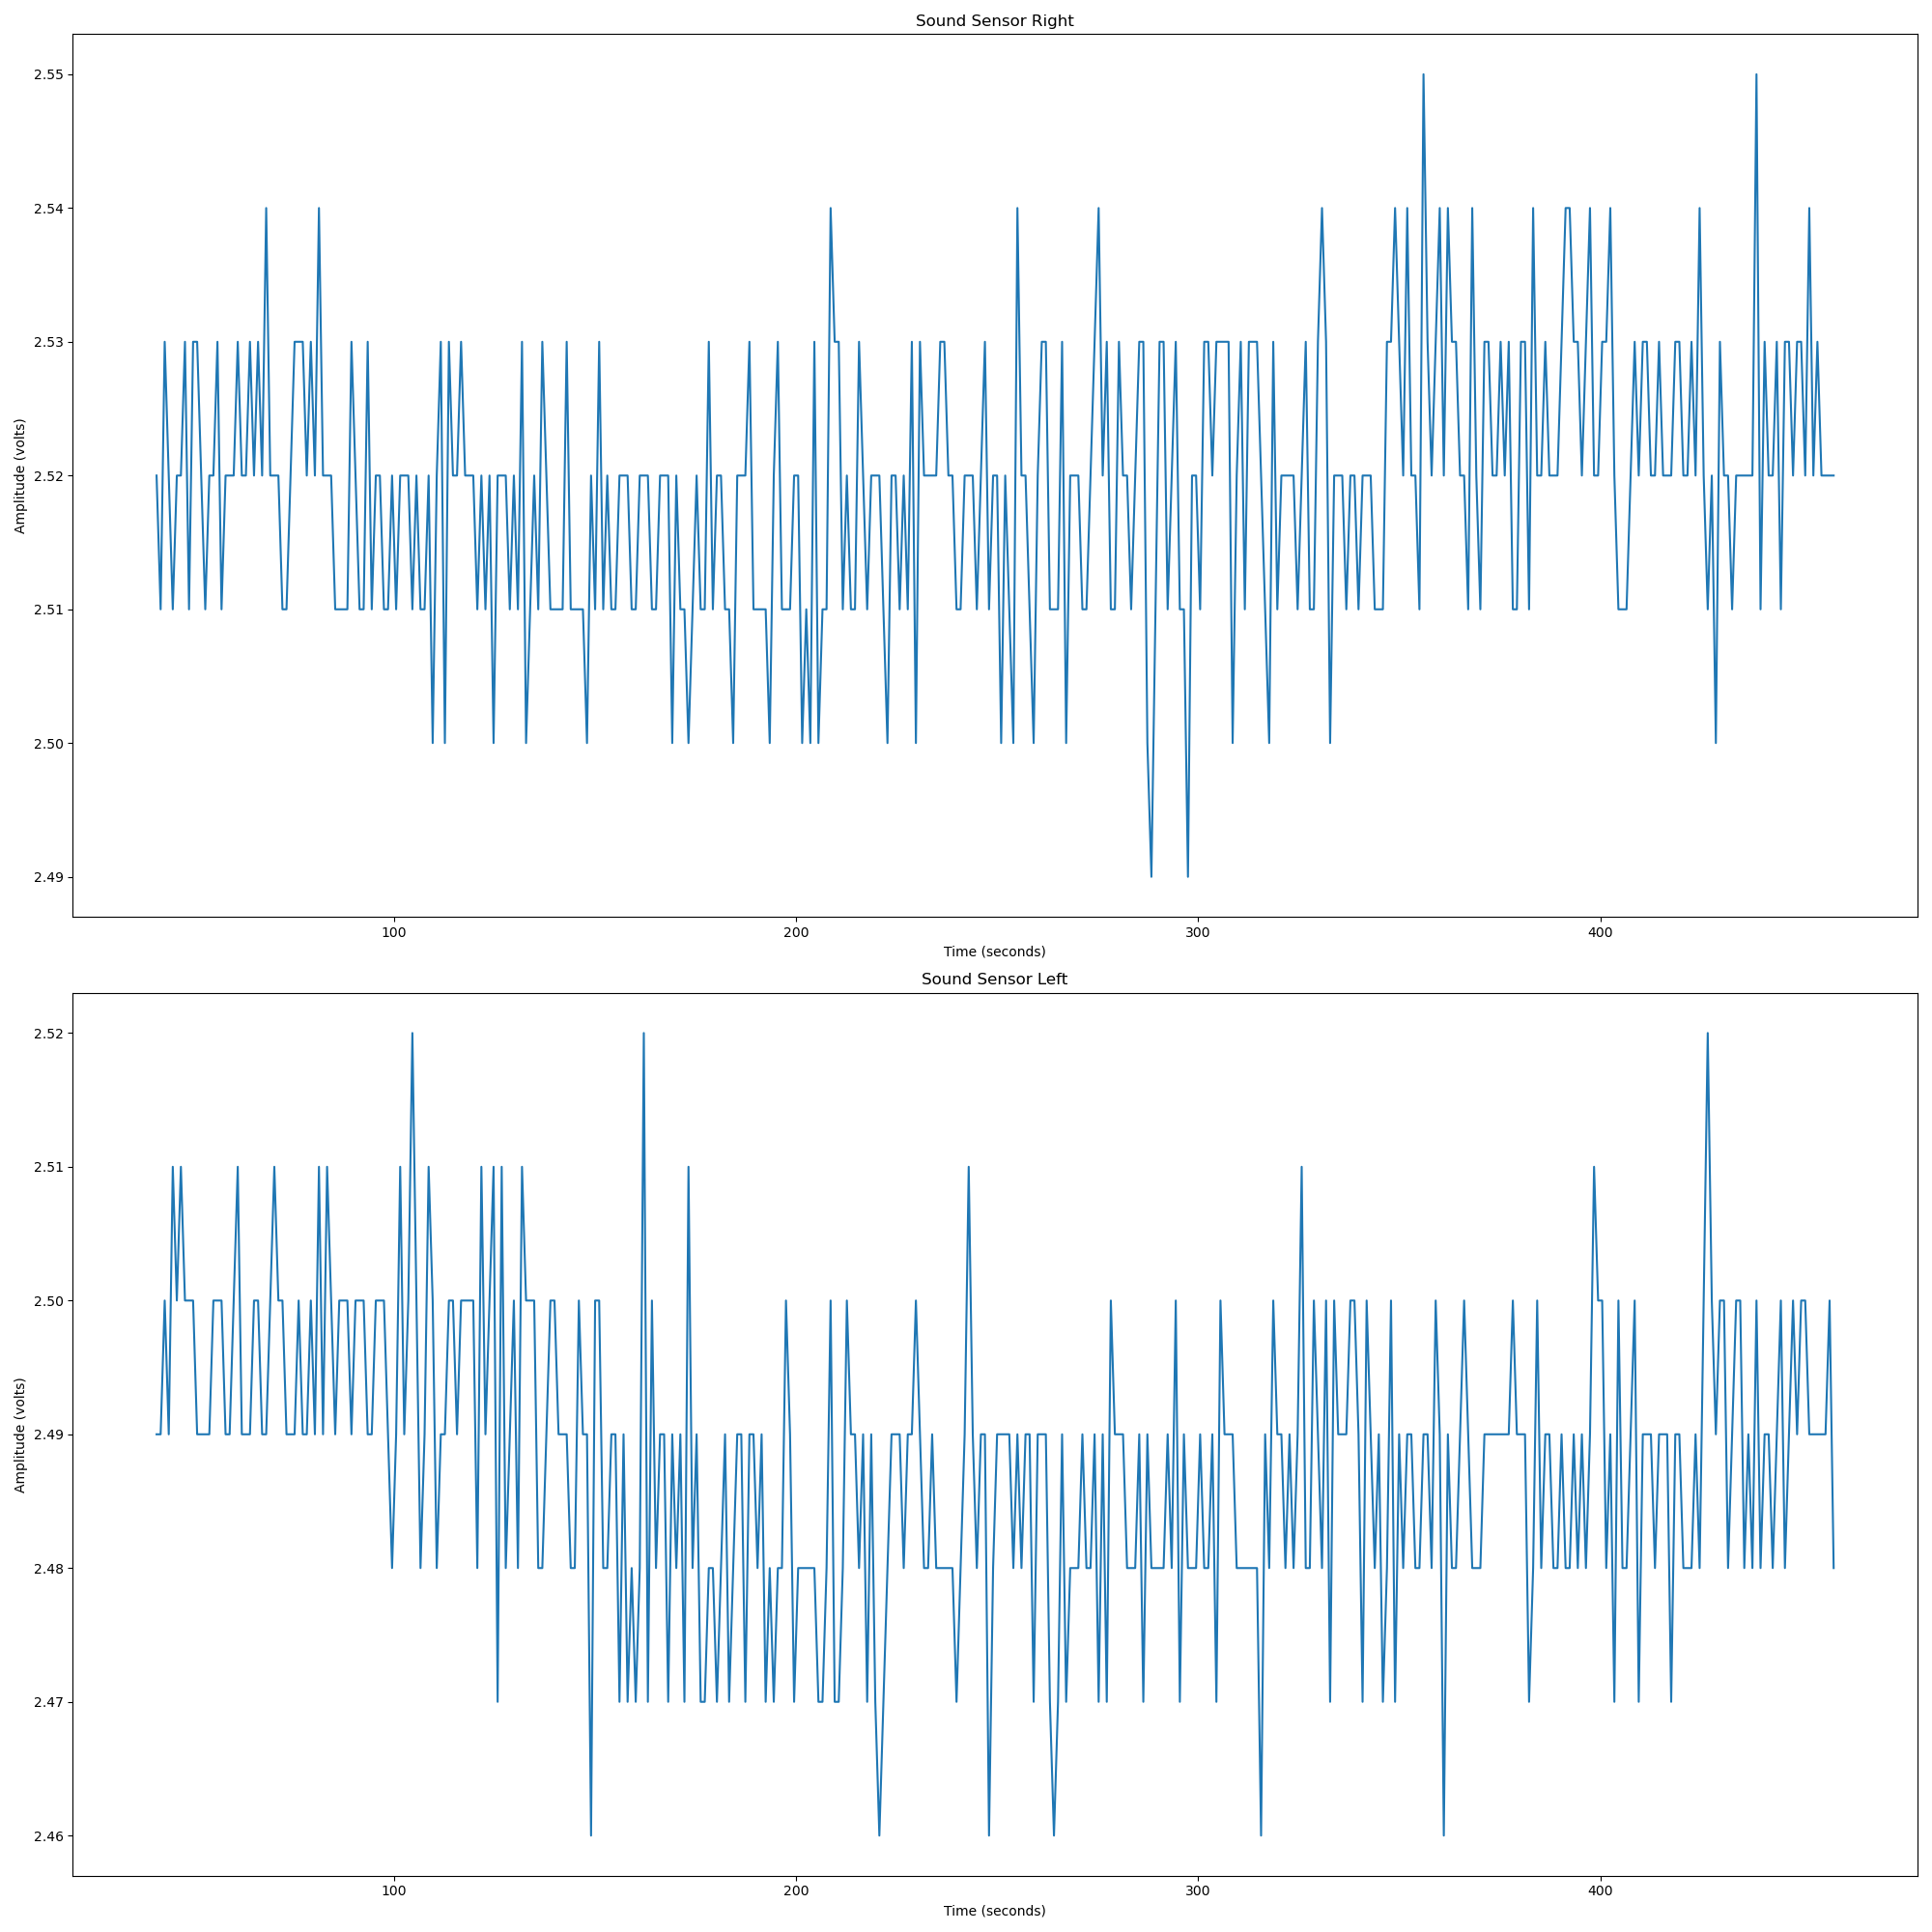 Sound Sensor Right
2.55
2.54
2.53
2.52
2.51
2.50
2.49
Amplitude (volts)
100 200 300 400
Time (seconds)
Sound Sensor Left
2.52
2.51
2.50
2.49
2.48
2.47
2.46
Amplitude (volts)
100 200 300 400
Time (seconds)